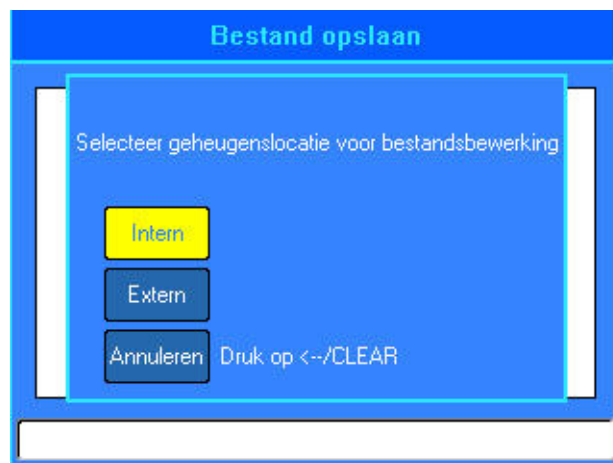 Bestand opslaan
Selecteer geheugenslocatie voor bestandsbewerking
Intern
Extern
Annuleren Druk op <--/CLEAR